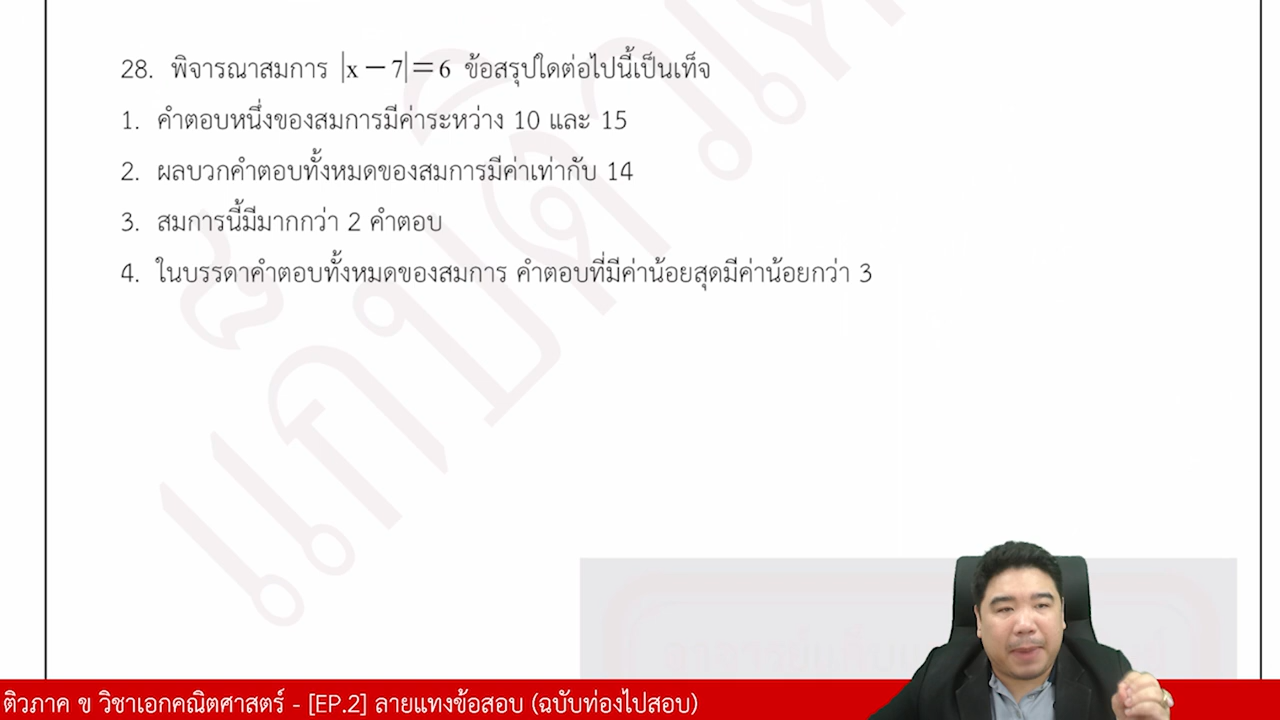 28. พิจารณาสมการ |x − 7| = 6 ข้อสรุปใดต่อไปนี้เป็นเท็จ
1. คำตอบหนึ่งของสมการมีค่าระหว่าง 10 และ 15
2. ผลบวกคำตอบทั้งหมดของสมการมีค่าเท่ากับ 14
3. สมการนี้มีมากกว่า 2 คำตอบ
4. ในบรรดาคำตอบทั้งหมดของสมการ คำตอบที่มีค่าน้อยสุดมีค่าน้อยกว่า 3
ติวภาค ข วิชาเอกคณิตศาสตร์ - [EP.2] ลายแทงข้อสอบ (ฉบับท่องไปสอบ)